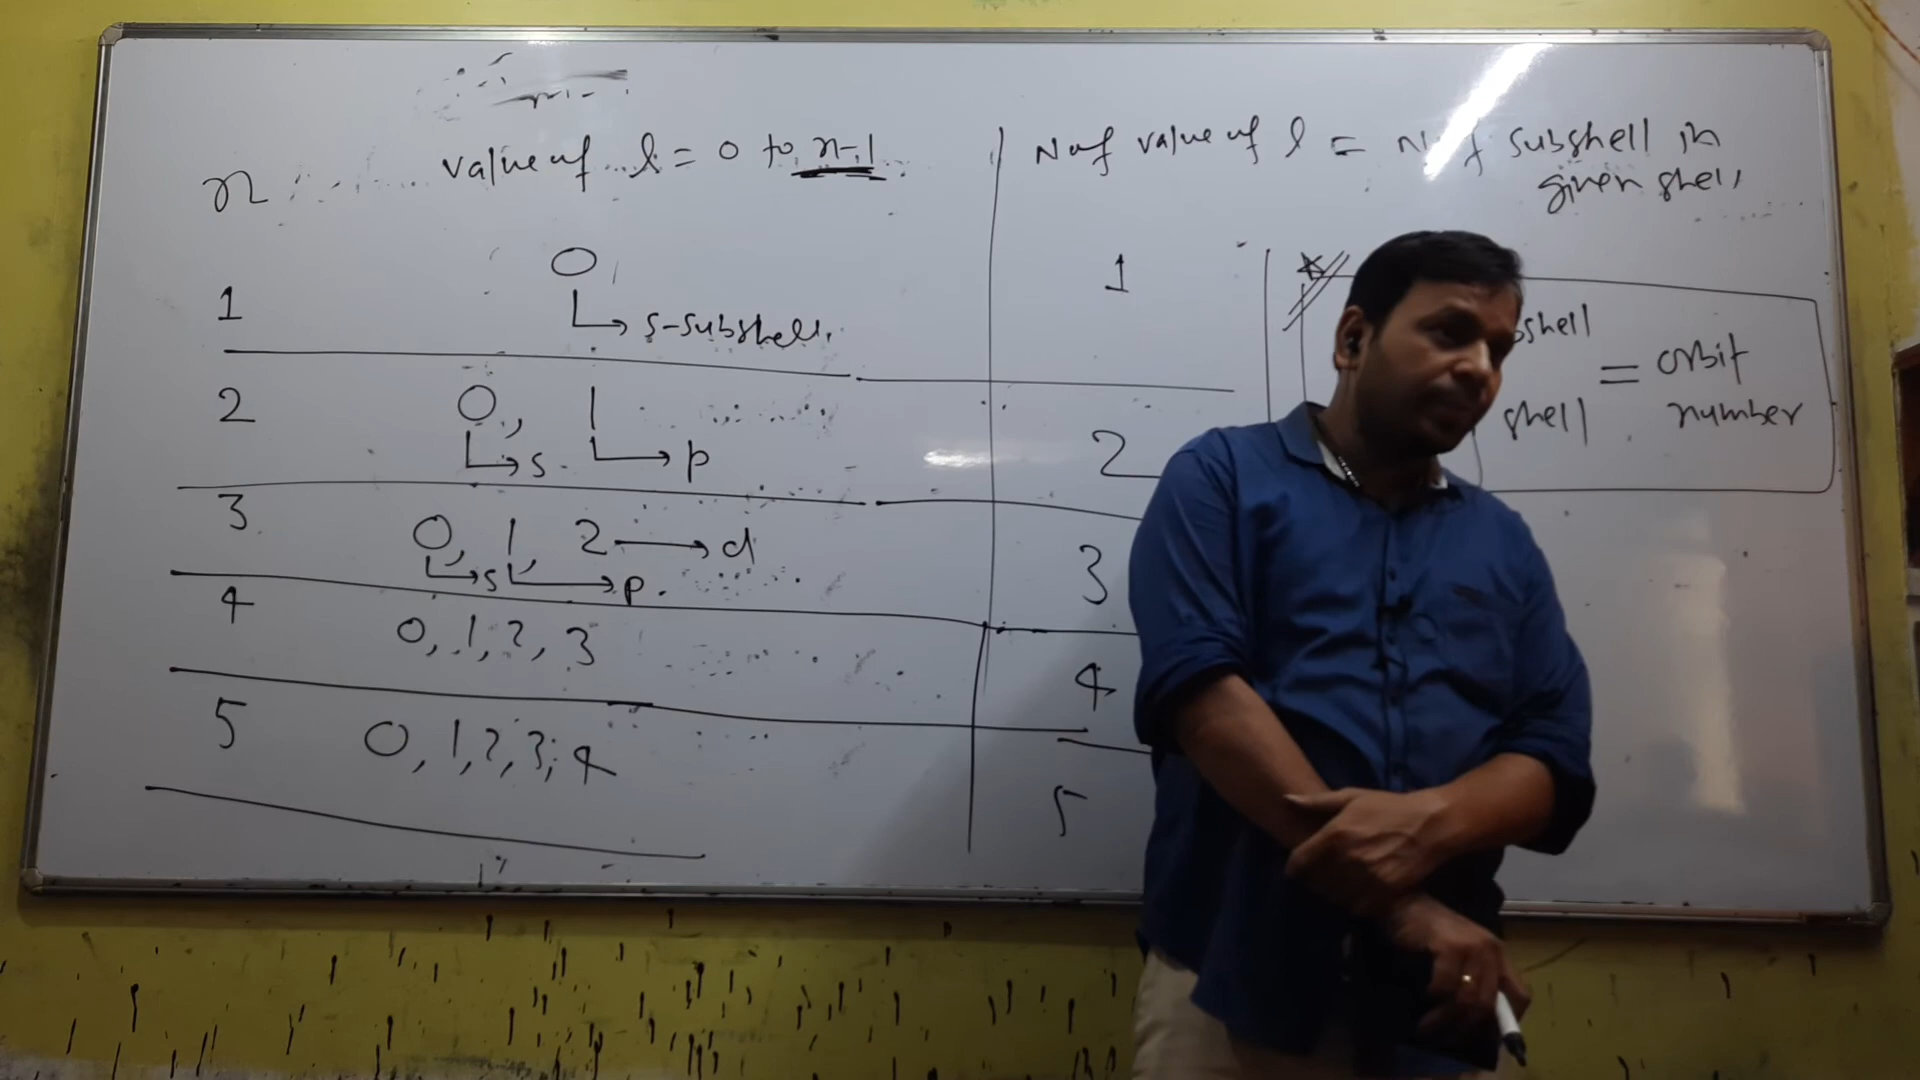 n value of l = 0 to n-1 No of value of l = No of subshell in
given shell
1 0 1
s-subshell.
2 0, 1 2
s p
3 0, 1, 2 → d 3
s p.
4 0, 1, 2, 3 4
5 0, 1, 2, 3, 4 5
shell = orbit
shell number